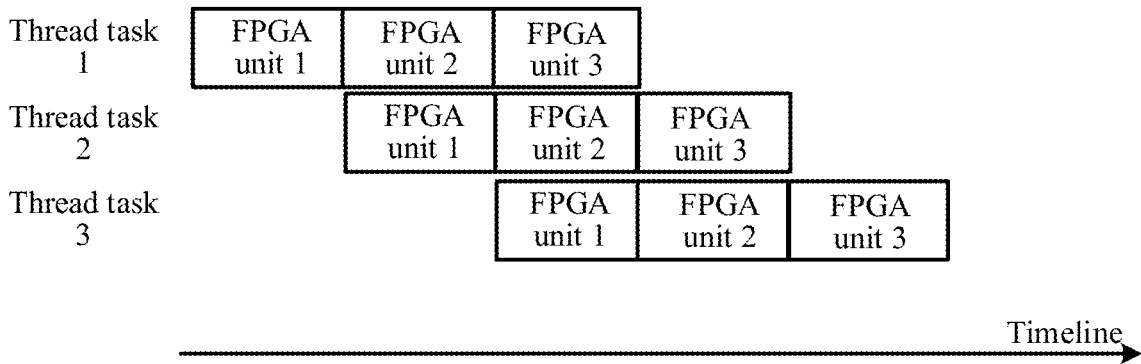 Thread task
1
FPGA
unit 1
FPGA
unit 2
FPGA
unit 3
Thread task
2
FPGA
unit 1
FPGA
unit 2
FPGA
unit 3
Thread task
3
FPGA
unit 1
FPGA
unit 2
FPGA
unit 3
Timeline